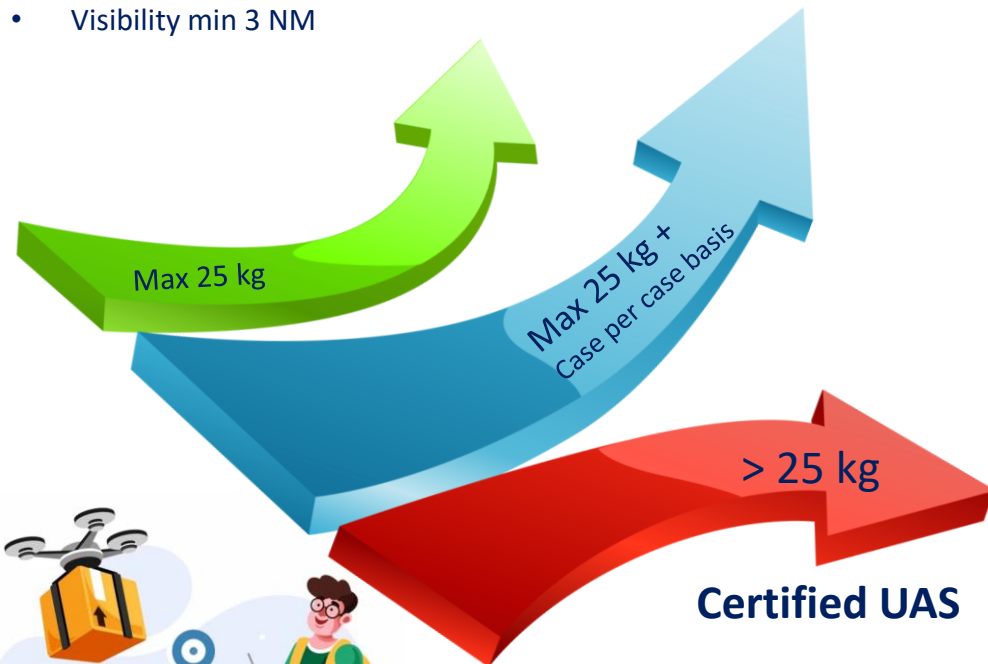 • Visibility min 3 NM
Max 25 kg
Max 25 kg +
Case per case basis
> 25 kg
Certified UAS